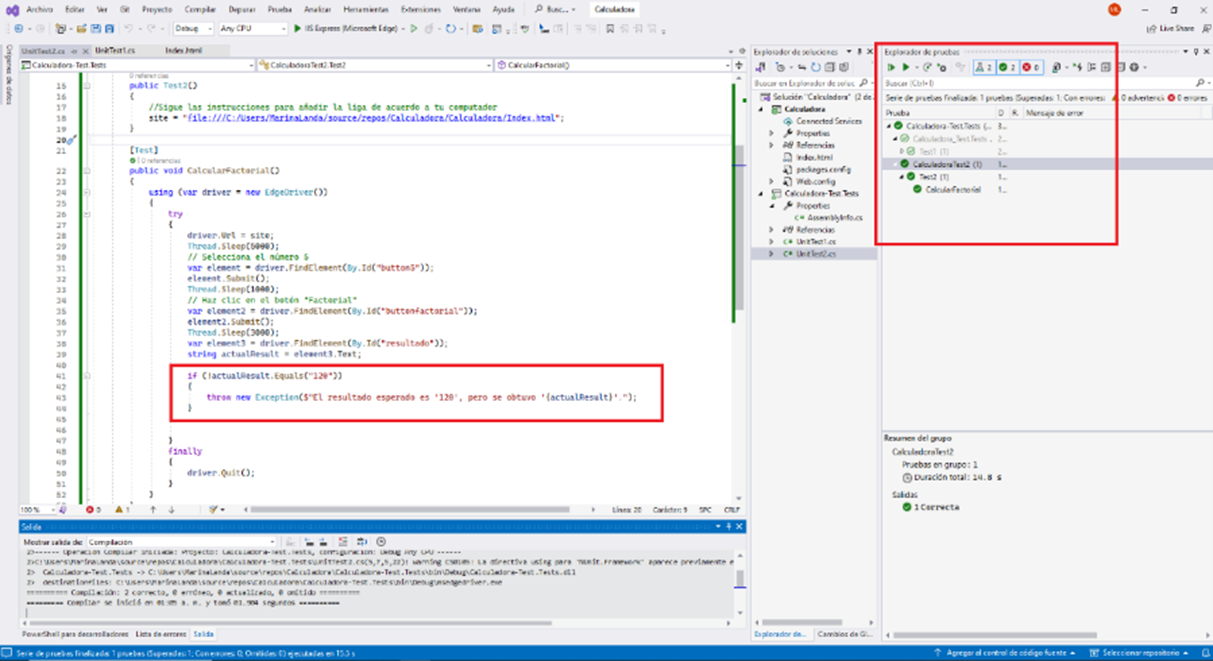 Archivo Editar Ver Git Proyecto Compilar Depurar Prueba Analizar Herramientas Extensiones Ventana Ayuda Busc... Calculadora
Debug Any CPU IIS Express (Microsoft Edge) Live Share
UnitTest2.cs UnitTest1.cs Index.html
Calculadora-Test.Tests CalculadoraTest2.Test2 CalcularFactorial()
0 referencias
15 public Test2()
16 {
17 //Sigue las instrucciones para añadir la liga de acuerdo a tu computador
18 site = "file:///C:/Users/MarinaLanda/source/repos/Calculadora/Calculadora/Index.html";
19 }
20
21 [Test]
0 referencias
22 public void CalcularFactorial()
23 {
24 using (var driver = new EdgeDriver())
25 {
26 try
27 {
28 driver.Url = site;
29 Thread.Sleep(5000);
30 // Selecciona el número 5
31 var element = driver.FindElement(By.Id("button5"));
32 element.Submit();
33 Thread.Sleep(1000);
34 // Haz clic en el botón "Factorial"
35 var element2 = driver.FindElement(By.Id("buttonfactorial"));
36 element2.Submit();
37 Thread.Sleep(3000);
38 var element3 = driver.FindElement(By.Id("resultado"));
39 string actualResult = element3.Text;
40
41 if (!actualResult.Equals("120"))
42 {
43 throw new Exception($"El resultado esperado es '120', pero se obtuvo '{actualResult}'.");
44 }
45
46
47 }
48 finally
49 {
50 driver.Quit();
51 }
52 }
100 % 0 1 Línea: 20 Carácter: 9 SPC CRLF
Salida
Mostrar salida de: Compilación
2>------ Operación Compilar iniciada: Proyecto: Calculadora-Test.Tests, configuración: Debug Any CPU ------
2>C:\Users\MarinaLanda\source\repos\Calculadora\Calculadora-Test.Tests\UnitTest2.cs(9,7,9,22): warning CS0105: La directiva using para 'NUnit.Framework' aparece previamente e
2> Calculadora-Test.Tests -> C:\Users\MarinaLanda\source\repos\Calculadora\Calculadora-Test.Tests\bin\Debug\Calculadora-Test.Tests.dll
2> destinationFiles: C:\Users\MarinaLanda\source\repos\Calculadora\Calculadora-Test.Tests\bin\Debug\msedgedriver.exe
========== Compilación: 2 correcto, 0 erróneo, 0 actualizado, 0 omitido ==========
========= Compilar se inició en 01:05 a. m. y tomó 01.904 segundos ==========
PowerShell para desarrolladores Lista de errores Salida
Explorador de soluciones
Buscar en Explorador de soluc
Solución "Calculadora" (2 de
Calculadora
Connected Services
Properties
Referencias
Index.html
packages.config
Web.config
Calculadora-Test.Tests
Properties
AssemblyInfo.cs
Referencias
UnitTest1.cs
UnitTest2.cs
Explorador de... Cambios de Gi...
Explorador de pruebas
2 2 0
Buscar (Ctrl+I)
Serie de pruebas finalizada: 1 pruebas (Superadas: 1; Con errores: 0 advertenci 0 errores
Prueba D R. Mensaje de error
Calculadora-Test.Tests (... 3...
Calculadora_Test.Tests ..
Test1 (1)
CalculadoraTest2 (1) 1...
Test2 (1) 1...
CalcularFactorial 1...
Resumen del grupo
CalculadoraTest2
Pruebas en grupo: 1
Duración total: 14.8 s
Salidas
1 Correcta
Serie de pruebas finalizada: 1 pruebas (Superadas: 1; Con errores: 0; Omitidas: 0) ejecutadas en 15.3 s
Agregar al control de código fuente Seleccionar repositorio